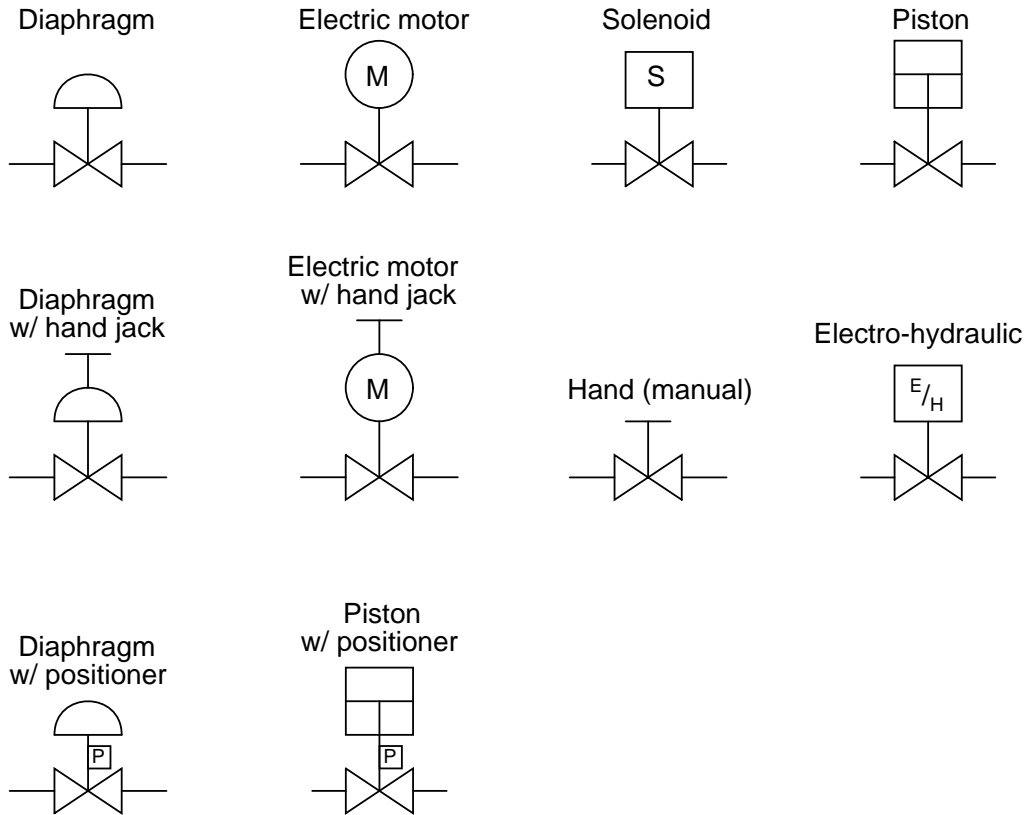 Diaphragm
Electric motor
Solenoid
Piston
M
S
Diaphragm
w/ hand jack
Electric motor
w/ hand jack
Hand (manual)
Electro-hydraulic
M
E/H
Diaphragm
w/ positioner
Piston
w/ positioner
P
P